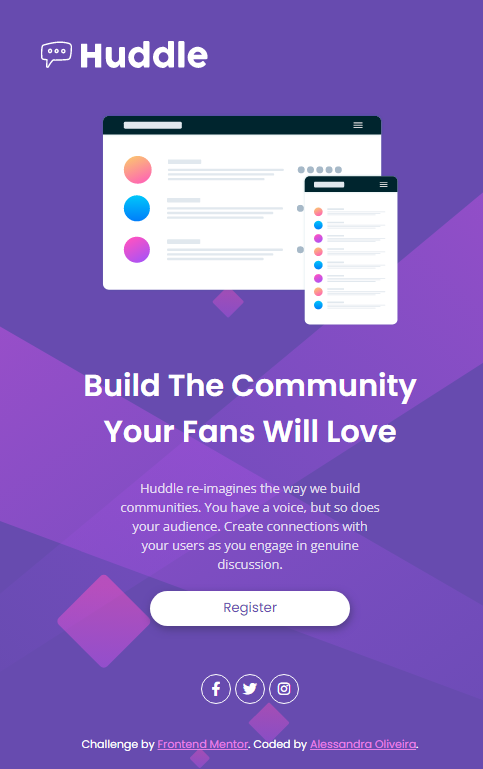 Huddle
Build The Community
Your Fans Will Love
Huddle re-imagines the way we build
communities. You have a voice, but so does
your audience. Create connections with
your users as you engage in genuine
discussion.
Register
Challenge by Frontend Mentor. Coded by Alessandra Oliveira.